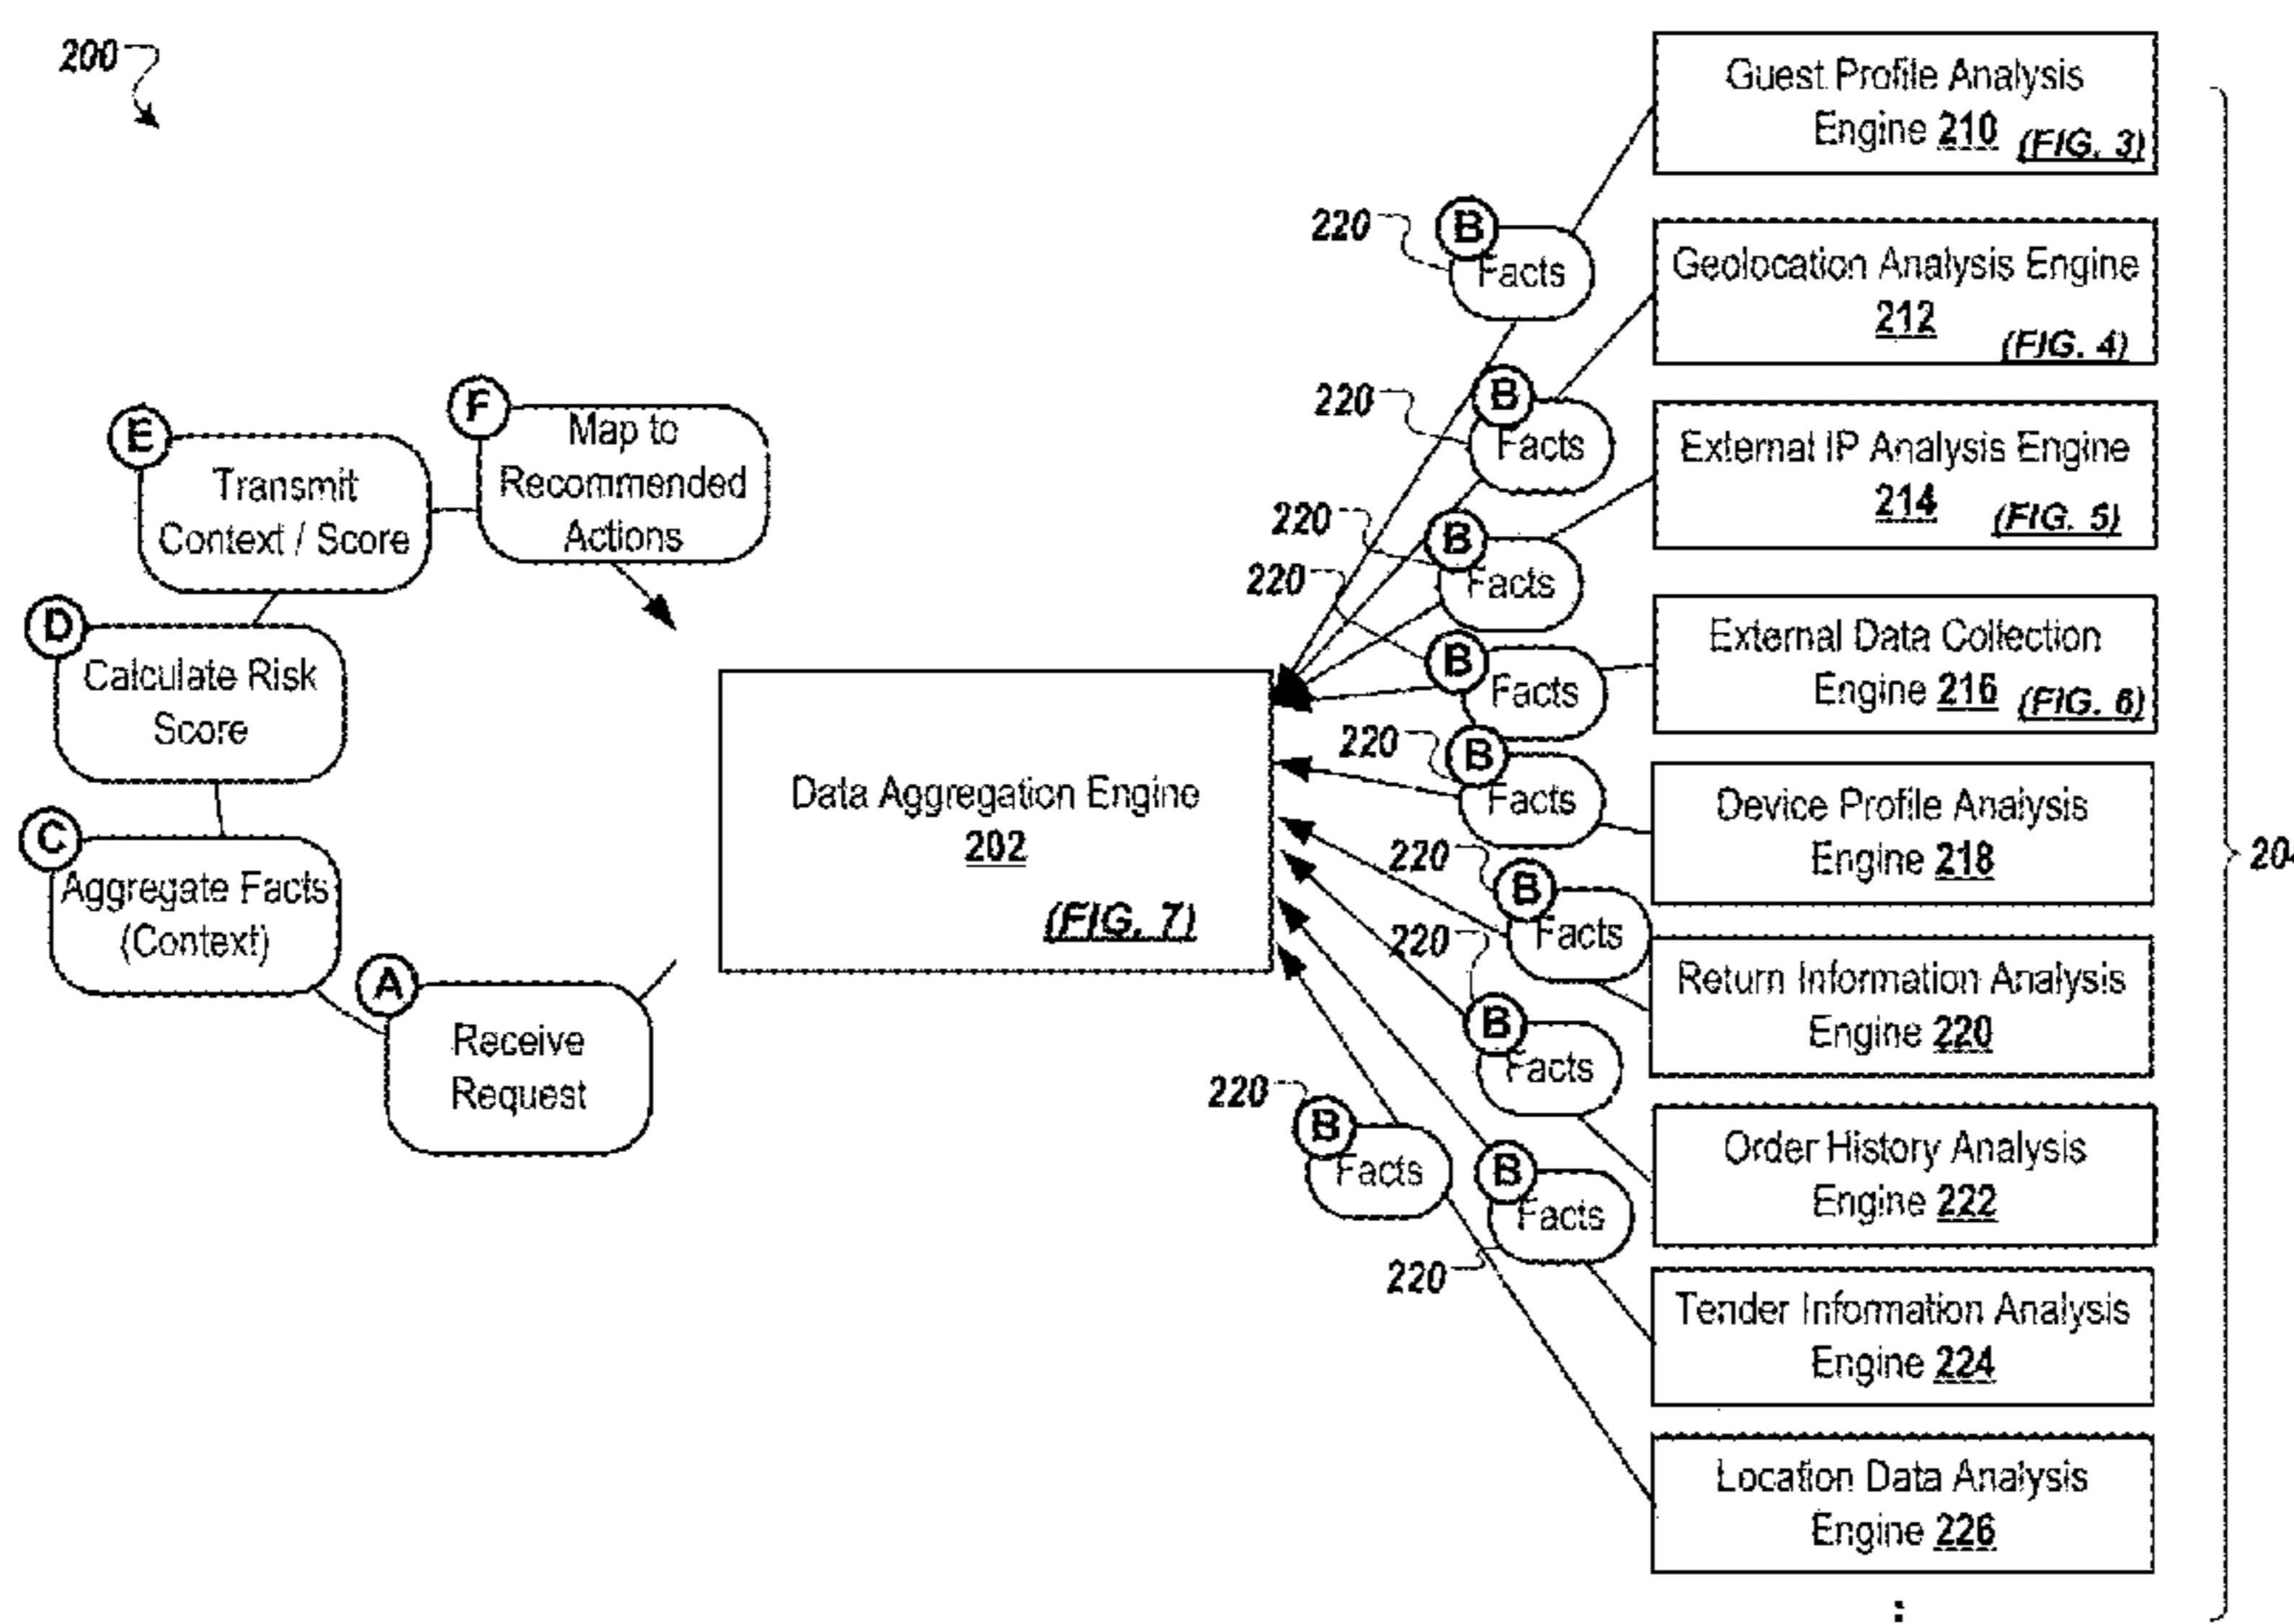 200
Guest Profile Analysis
Engine 210 (FIG. 3)
220
B
Facts
Geolocation Analysis Engine
212
(FIG. 4)
220
B
Facts
External IP Analysis Engine
214
(FIG. 5)
220
B
Facts
220
B
Facts
External Data Collection
Engine 216 (FIG. 6)
220
B
Facts
Device Profile Analysis
Engine 218
220
B
Facts
Return Information Analysis
Engine 220
220
B
Facts
Order History Analysis
Engine 222
220
B
Facts
B
Facts
220
Tender Information Analysis
Engine 224
Location Data Analysis
Engine 226
204
F
Map to
Recommended
Actions
E
Transmit
Context / Score
D
Calculate Risk
Score
C
Aggregate Facts
(Context)
A
Receive
Request
Data Aggregation Engine
202
(FIG. 7)